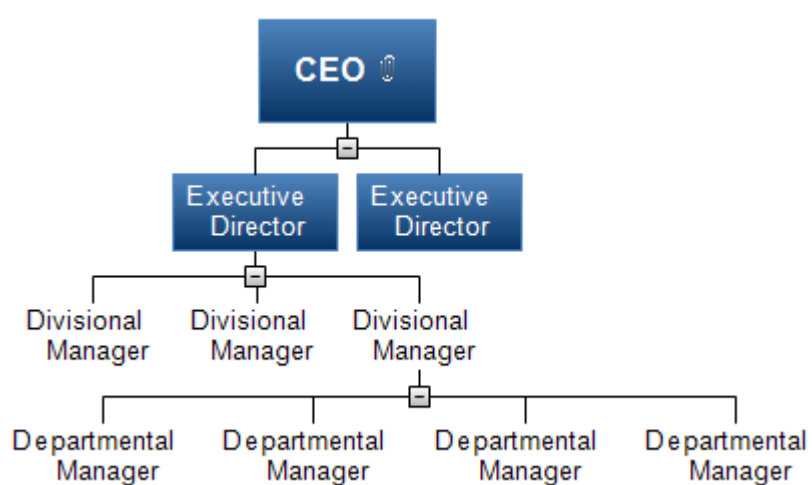 CEO
Executive Executive
Director Director
Divisional Divisional Divisional
Manager Manager Manager
Departmental Departmental Departmental Departmental
Manager Manager Manager Manager